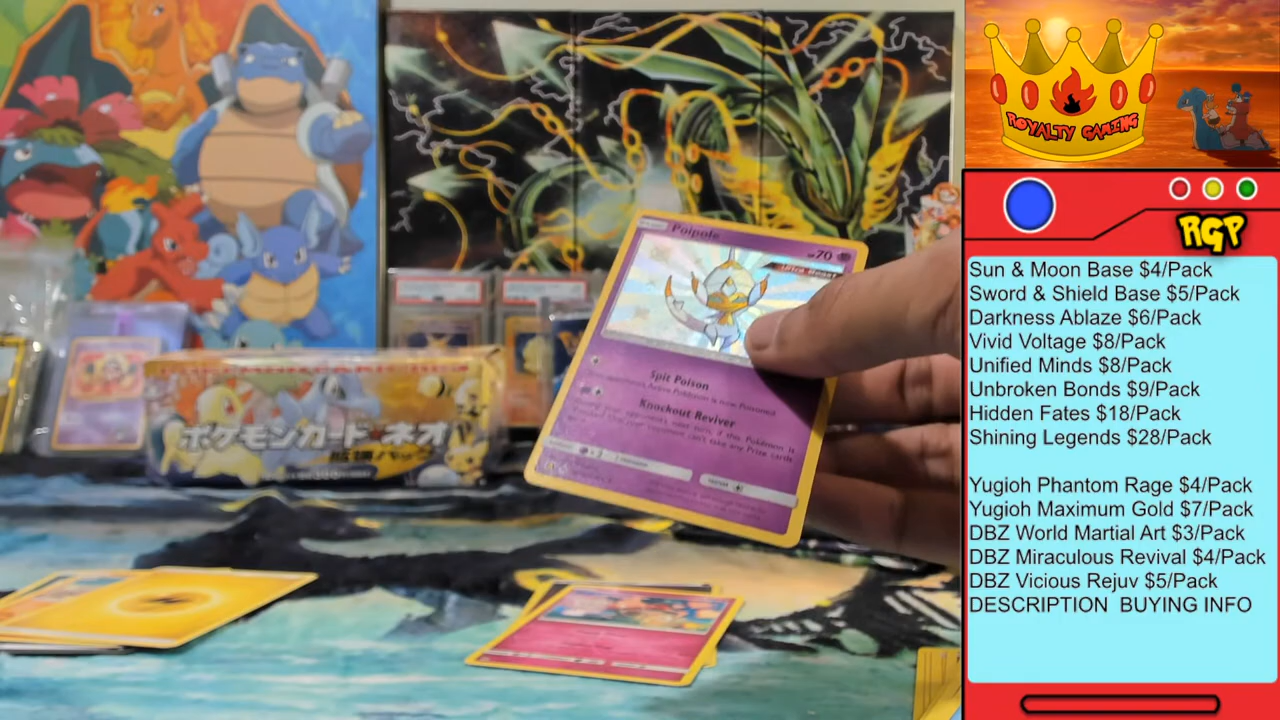 ROYALTY GAMING
RGP
Sun & Moon Base $4/Pack
Sword & Shield Base $5/Pack
Darkness Ablaze $6/Pack
Vivid Voltage $8/Pack
Unified Minds $8/Pack
Unbroken Bonds $9/Pack
Hidden Fates $18/Pack
Shining Legends $28/Pack
Yugioh Phantom Rage $4/Pack
Yugioh Maximum Gold $7/Pack
DBZ World Martial Art $3/Pack
DBZ Miraculous Revival $4/Pack
DBZ Vicious Rejuv $5/Pack
DESCRIPTION BUYING INFO
Poipole
70
Ultra Beast
Spit Poison
Knockout Reviver
ポケモンカード★ネオ